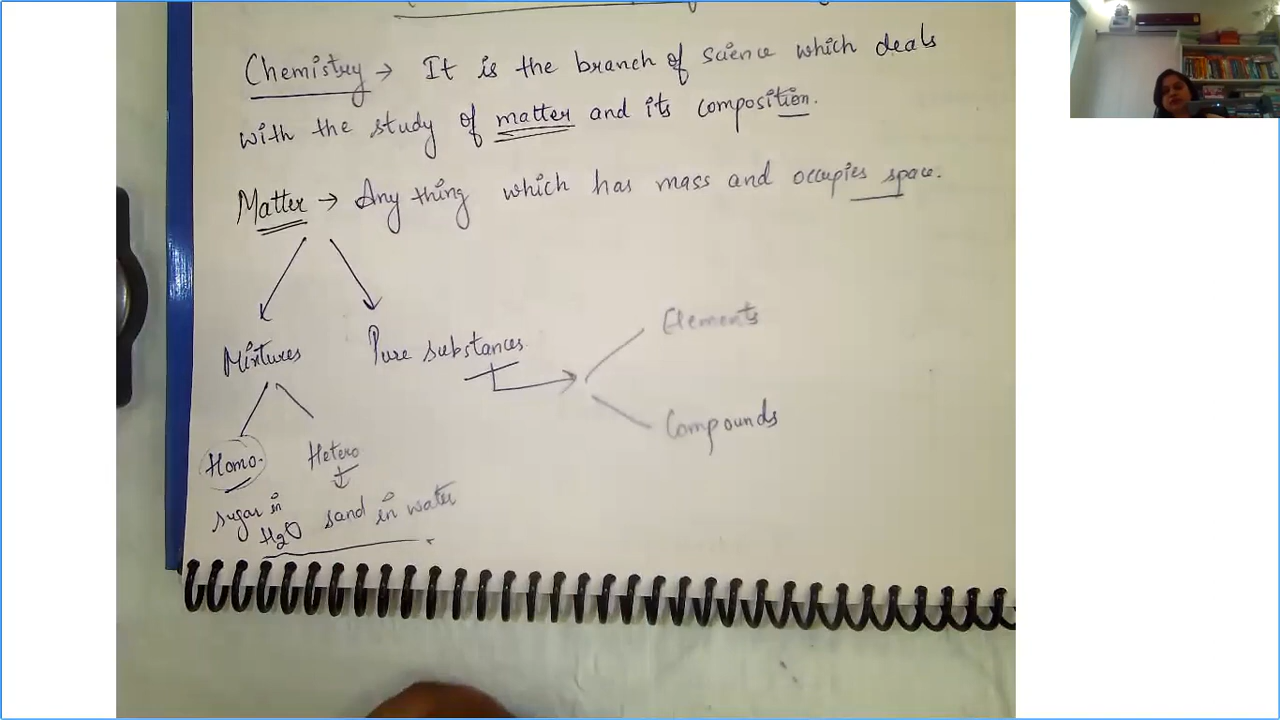 Chemistry → It is the branch of science which deals
with the study of matter and its composition.
Matter → Any thing which has mass and occupies space.
Mixtures
Pure substances
Elements
Compounds
Homo.
Hetero
sugar in
H2O
sand in water